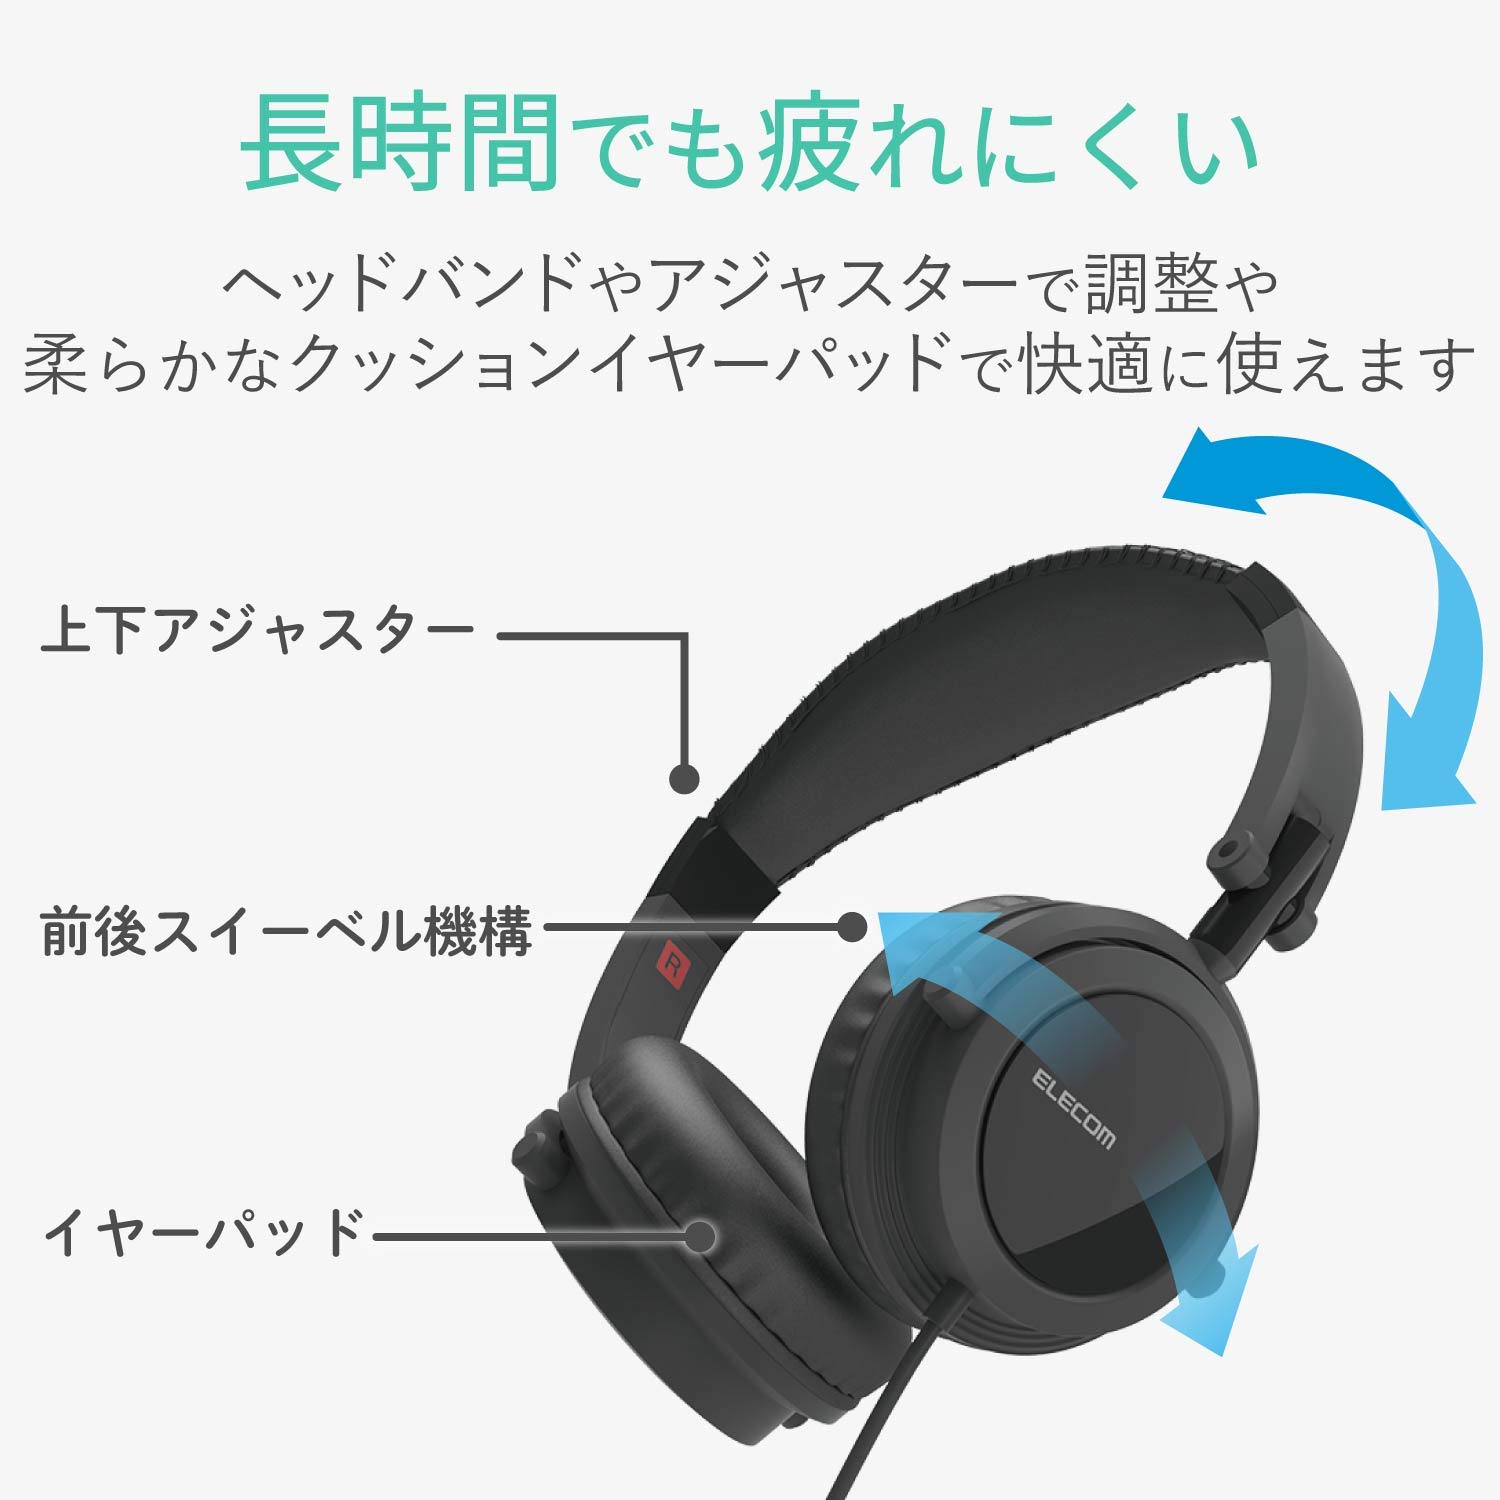 長時間でも疲れにくい
ヘッドバンドやアジャスターで調整や
柔らかなクッションイヤーパッドで快適に使えます
上下アジャスター
前後スイーベル機構
R
ELECOM
イヤーパッド